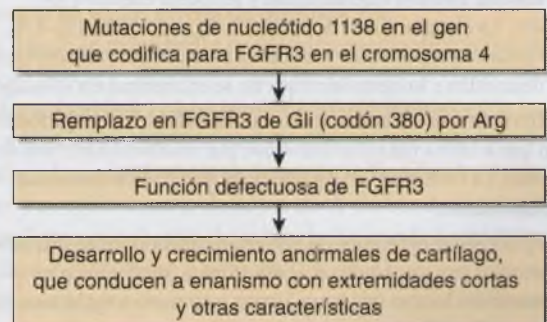 Mutaciones de nucleótido 1138 en el gen
que codifica para FGFR3 en el cromosoma 4
Remplazo en FGFR3 de Gli (codón 380) por Arg
Función defectuosa de FGFR3
Desarrollo y crecimiento anormales de cartílago,
que conducen a enanismo con extremidades cortas
y otras características